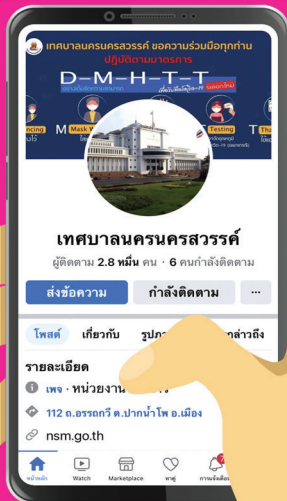 เทศบาลนครนครสวรรค์ ขอความร่วมมือทุกท่าน
ปฏิบัติตามมาตรการ
D-M-H-T-T
Mask W
Testing
เทศบาลนครนครสวรรค์
ผู้ติดตาม 2.8 หมื่น คน · 6 คนกำลังติดตาม
ส่งข้อความ กำลังติดตาม ...
โพสต์ เกี่ยวกับ รูปภ กล่าวถึง
รายละเอียด
เพจ · หน่วยงาน
112 ถ.อรรถกวี ต.ปากน้ำโพ อ.เมือง
nsm.go.th
หน้าหลัก Watch Marketplace หาคู่ การแจ้งเตือน